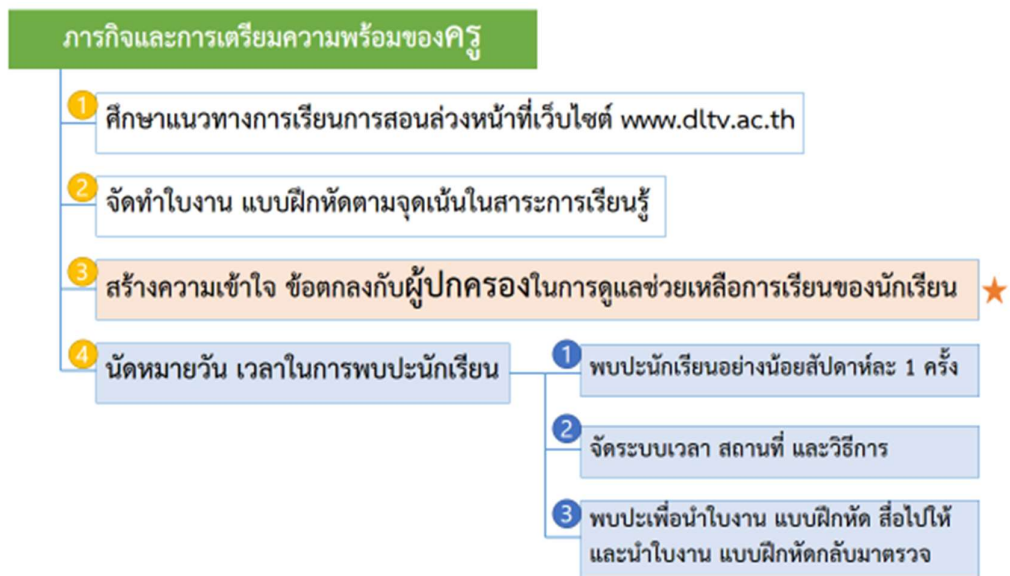 ภารกิจและการเตรียมความพร้อมของครู
1
ศึกษาแนวทางการเรียนการสอนล่วงหน้าที่เว็บไซต์ www.dltv.ac.th
2
จัดทำใบงาน แบบฝึกหัดตามจุดเน้นในสาระการเรียนรู้
3
สร้างความเข้าใจ ข้อตกลงกับผู้ปกครองในการดูแลช่วยเหลือการเรียนของนักเรียน
4
นัดหมายวัน เวลาในการพบปะนักเรียน
1
พบปะนักเรียนอย่างน้อยสัปดาห์ละ 1 ครั้ง
2
จัดระบบเวลา สถานที่ และวิธีการ
3
พบปะเพื่อนำใบงาน แบบฝึกหัด สื่อไปให้
และนำใบงาน แบบฝึกหัดกลับมาตรวจ